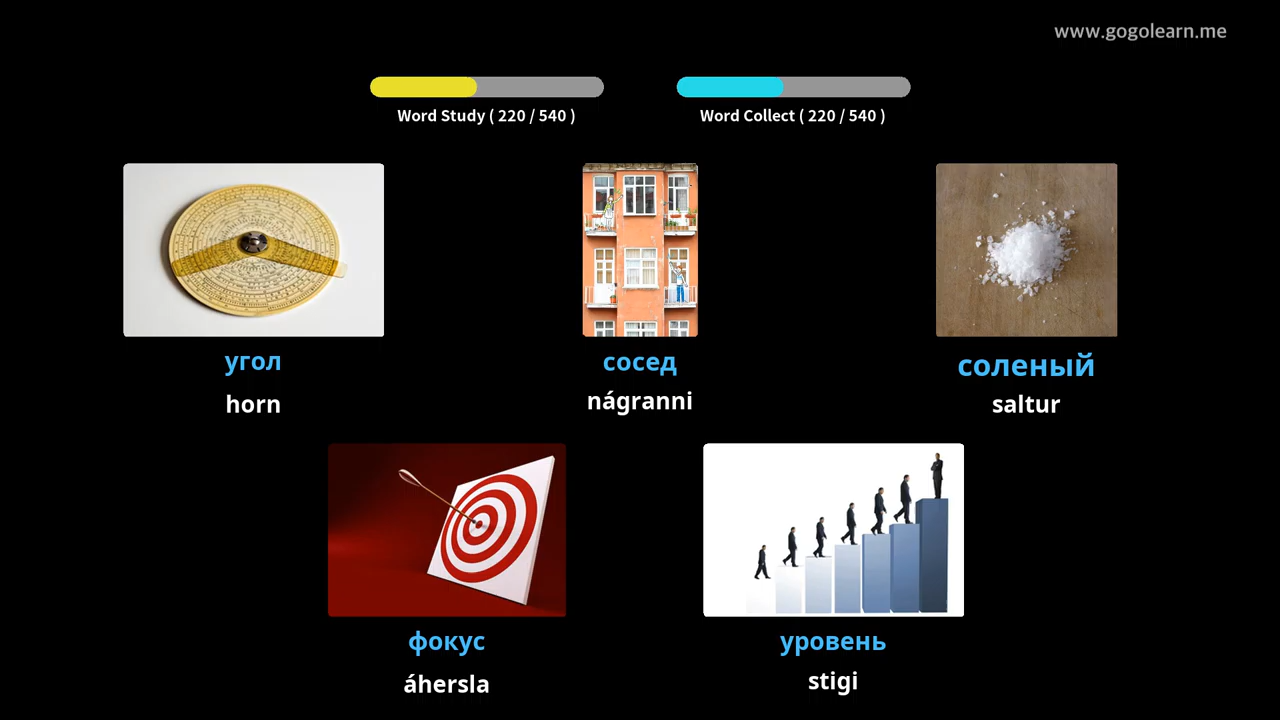 www.gogolearn.me
Word Study ( 220 / 540 )
Word Collect ( 220 / 540 )
угол
horn
сосед
nágranni
соленый
saltur
фокус
áhersla
уровень
stigi